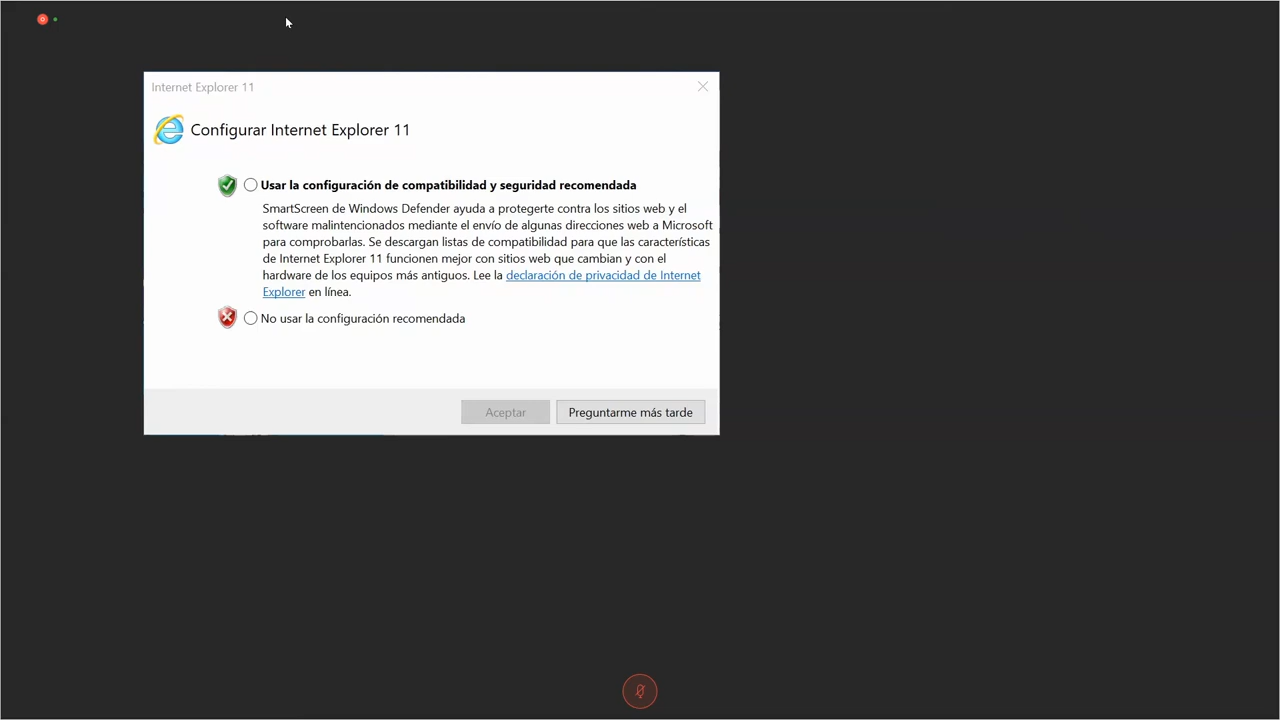 Internet Explorer 11
Configurar Internet Explorer 11
Usar la configuración de compatibilidad y seguridad recomendada
SmartScreen de Windows Defender ayuda a protegerte contra los sitios web y el
software malintencionados mediante el envío de algunas direcciones web a Microsoft
para comprobarlas. Se descargan listas de compatibilidad para que las características
de Internet Explorer 11 funcionen mejor con sitios web que cambian y con el
hardware de los equipos más antiguos. Lee la declaración de privacidad de Internet
Explorer en línea.
No usar la configuración recomendada
Aceptar
Preguntarme más tarde